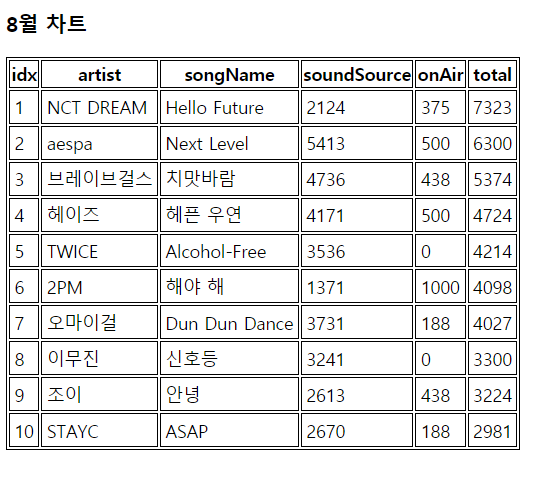 8월 차트
idx artist songName soundSource onAir total
1 NCT DREAM Hello Future 2124 375 7323
2 aespa Next Level 5413 500 6300
3 브레이브걸스 치맛바람 4736 438 5374
4 헤이즈 헤픈 우연 4171 500 4724
5 TWICE Alcohol-Free 3536 0 4214
6 2PM 해야 해 1371 1000 4098
7 오마이걸 Dun Dun Dance 3731 188 4027
8 이무진 신호등 3241 0 3300
9 조이 안녕 2613 438 3224
10 STAYC ASAP 2670 188 2981